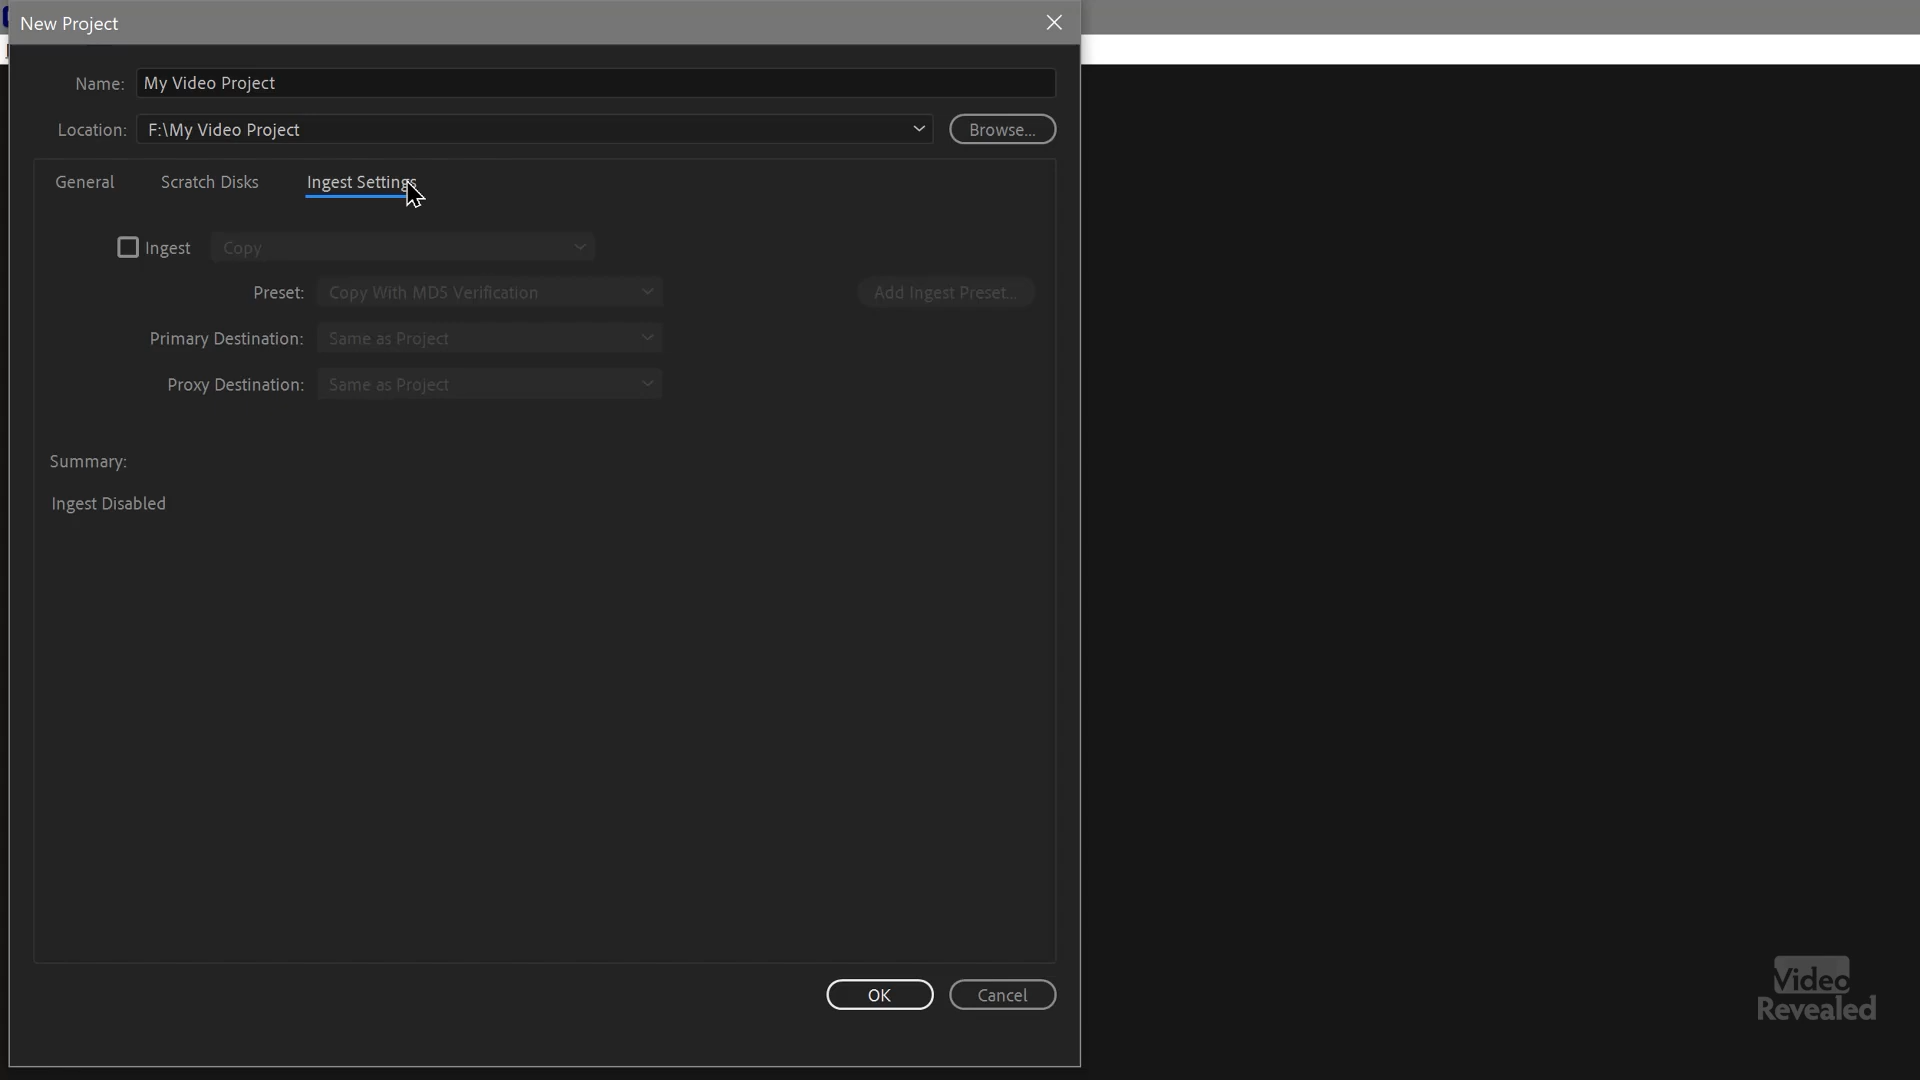 New Project
Name: My Video Project
Location: F:\My Video Project Browse...
General Scratch Disks Ingest Settings
Ingest Copy
Preset: Copy With MD5 Verification Add Ingest Preset...
Primary Destination: Same as Project
Proxy Destination: Same as Project
Summary:
Ingest Disabled
OK Cancel
Video
Revealed